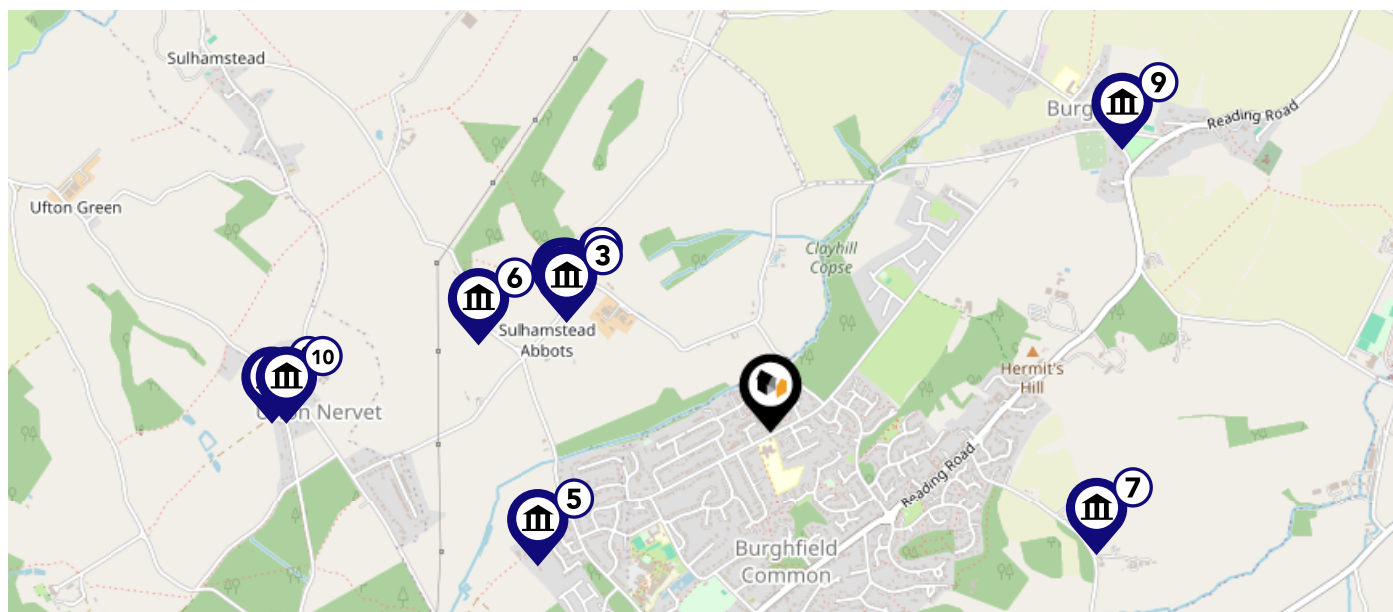 Sulhamstead
9
Burg
Reading Road
Ufton Green
Clayhill
Copse
3
6
Sulhamstead
Abbots
10
Hermit's
Hill
Nervet
Reading Road
5
7
Burghfield
Common